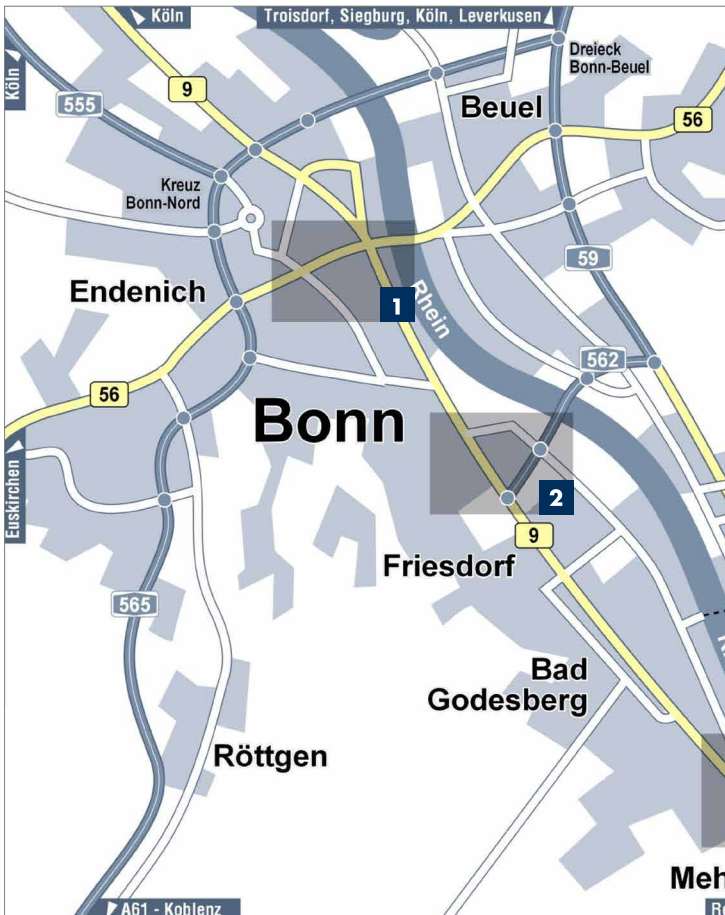 Köln
Troisdorf, Siegburg, Köln, Leverkusen
Köln
Dreieck
Bonn-Beuel
9
555
Beuel
56
Kreuz
Bonn-Nord
59
Endenich
1
Rhein
562
56
Bonn
Euskirchen
2
9
Friesdorf
565
Bad
Godesberg
Röttgen
Meh
A61 - Koblenz